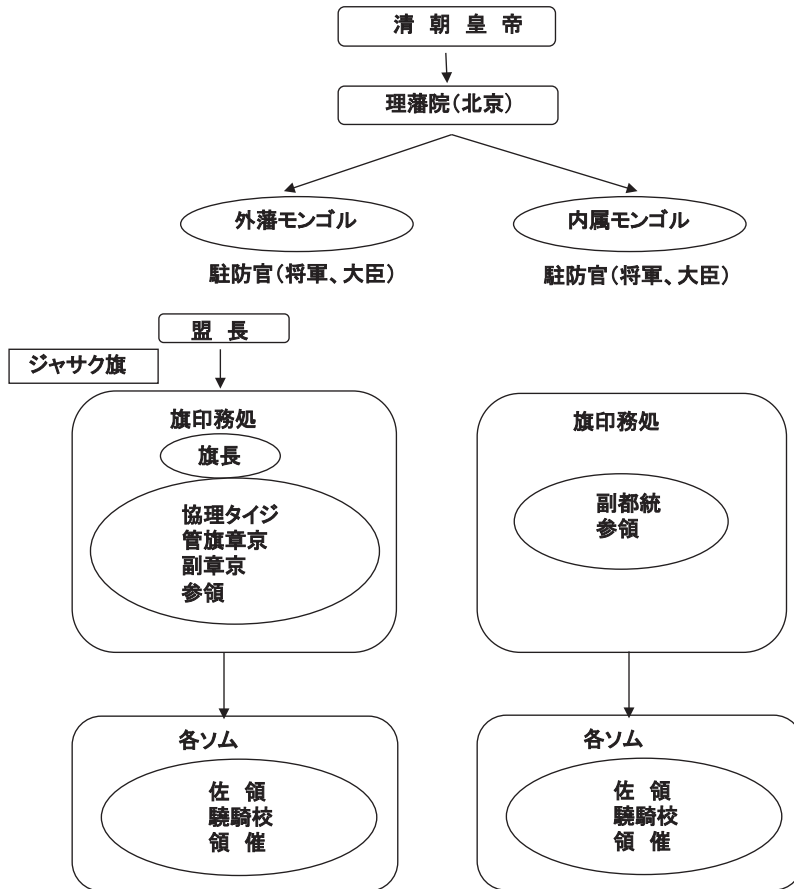 清 朝 皇 帝
理藩院（北京）
外藩モンゴル
内属モンゴル
駐防官（将軍、大臣）
駐防官（将軍、大臣）
盟 長
ジャサク旗
旗印務処
旗長
協理タイジ
管旗章京
副章京
参領
旗印務処
副都統
参領
各ソム
佐 領
驍騎校
領 催
各ソム
佐 領
驍騎校
領 催